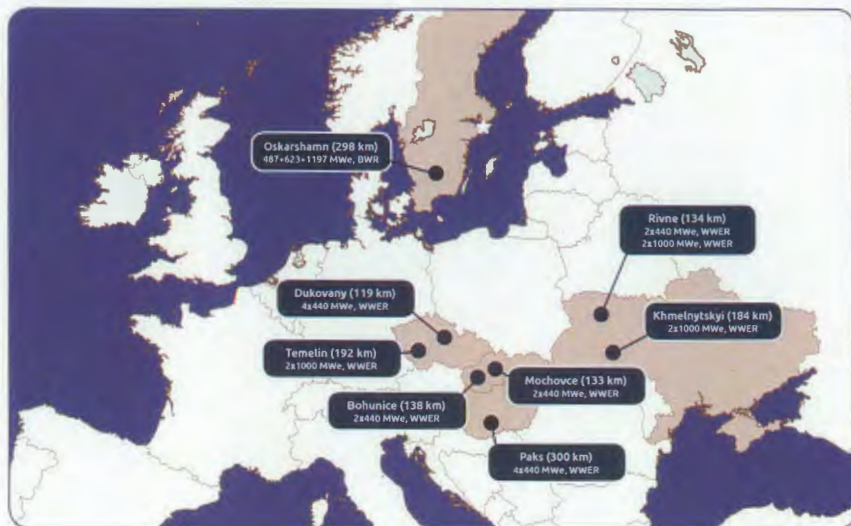 Oskarshamn (298 km)
487+623+1197 MWe, BWR
Rivne (134 km)
2x440 MWe, WWER
2x1000 MWe, WWER
Dukovany (119 km)
4x440 MWe, WWER
Khmelnytskyi (184 km)
2x1000 MWe, WWER
Temelin (192 km)
2x1000 MWe, WWER
Mochovce (133 km)
2x440 MWe, WWER
Bohunice (138 km)
2x440 MWe, WWER
Paks (300 km)
4x440 MWe, WWER